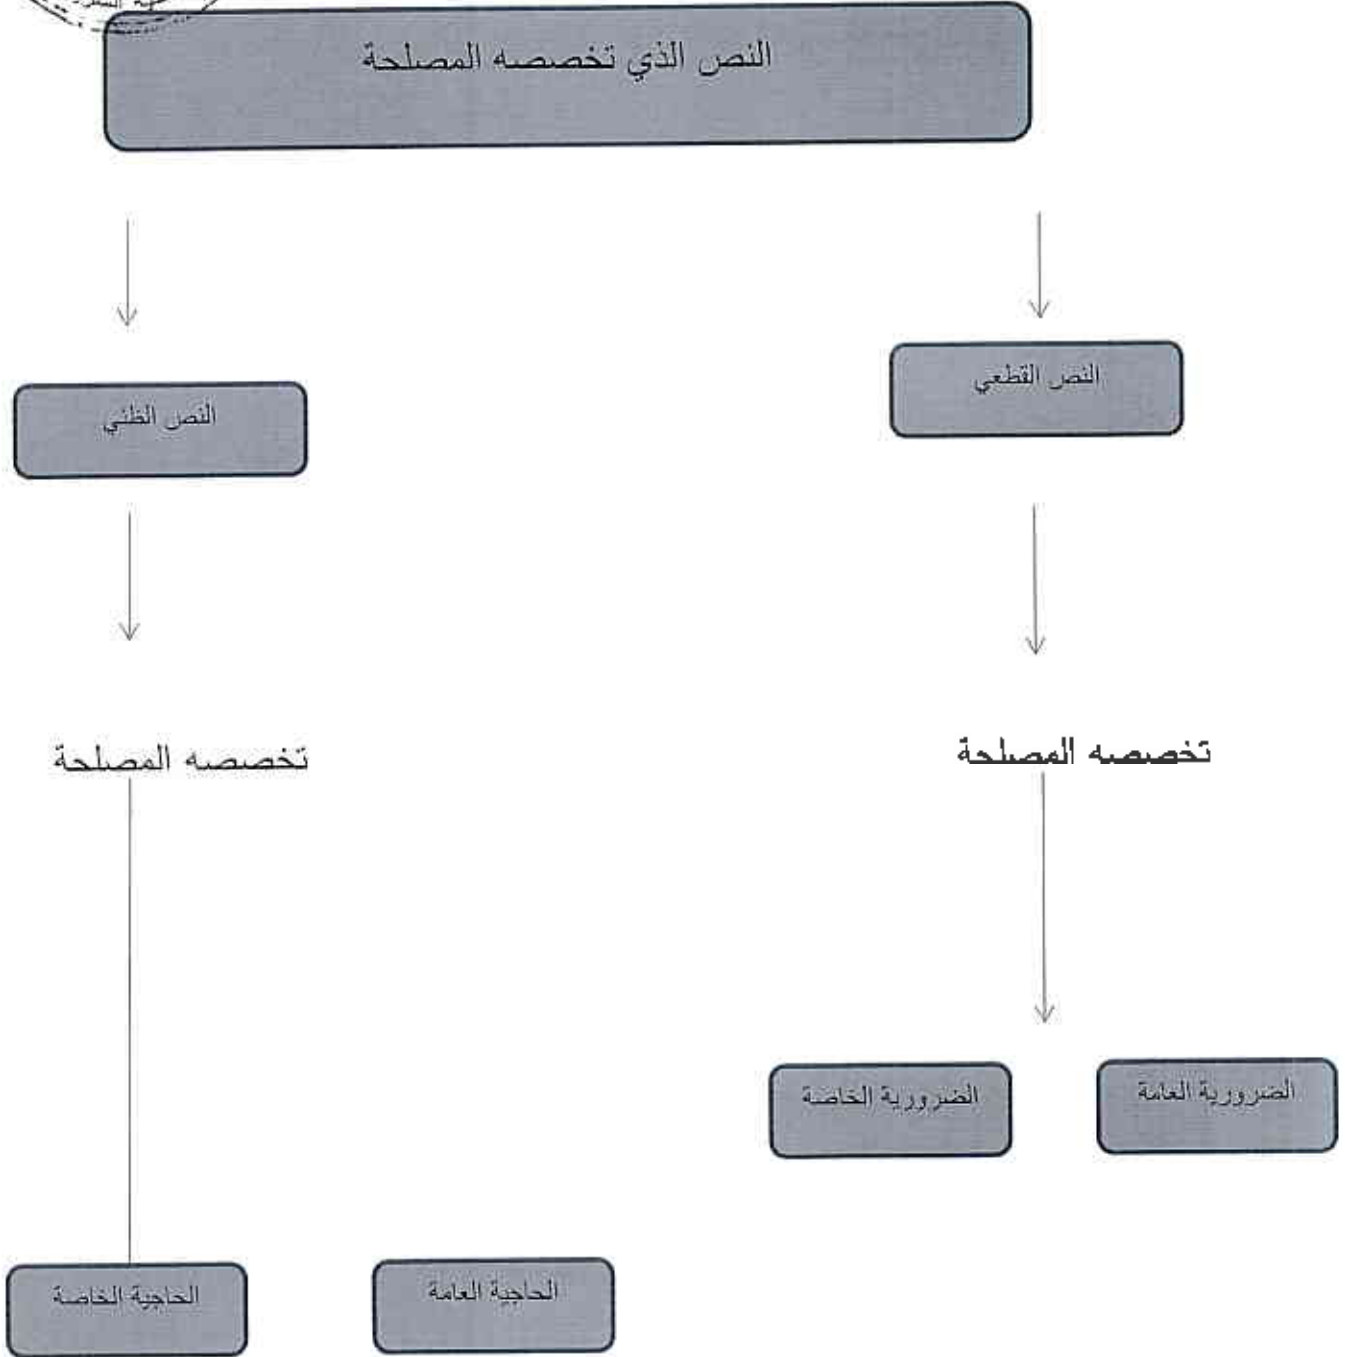 النص الذي تخصصه المصلحة
النص القطعي
النص الظني
تخصصه المصلحة
تخصصه المصلحة
الضرورية العامة
الضرورية الخاصة
الحاجية العامة
الحاجية الخاصة